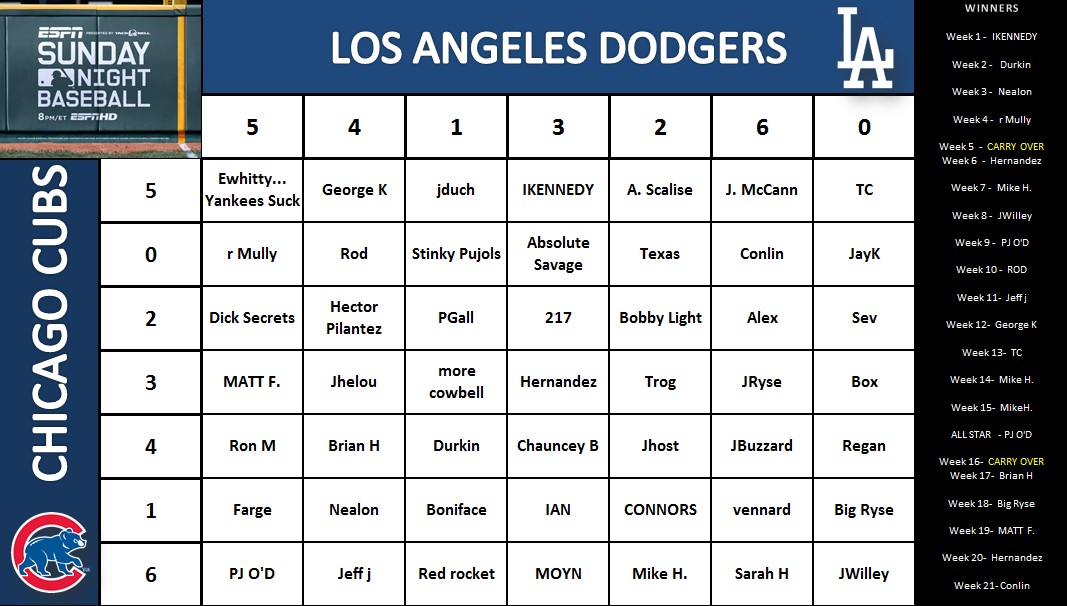 ESPN PRESENTED BY TACO BELL
SUNDAY
NIGHT
BASEBALL
8PM/ET ESPN HD
LOS ANGELES DODGERS
LA
5 4 1 3 2 6 0
CHICAGO CUBS
C
5 Ewhitty... Yankees Suck George K jduch IKENNEDY A. Scalise J. McCann TC
0 r Mully Rod Stinky Pujols Absolute Savage Texas Conlin JayK
2 Dick Secrets Hector Pilantez PGall 217 Bobby Light Alex Sev
3 MATT F. Jhelou more cowbell Hernandez Trog JRyse Box
4 Ron M Brian H Durkin Chauncey B Jhost JBuzzard Regan
1 Farge Nealon Boniface IAN CONNORS vennard Big Ryse
6 PJ O'D Jeff j Red rocket MOYN Mike H. Sarah H JWilley
WINNERS
Week 1 - IKENNEDY
Week 2 - Durkin
Week 3 - Nealon
Week 4 - r Mully
Week 5 - CARRY OVER
Week 6 - Hernandez
Week 7 - Mike H.
Week 8 - JWilley
Week 9 - PJ O'D
Week 10 - ROD
Week 11- Jeff j
Week 12- George K
Week 13- TC
Week 14- Mike H.
Week 15- MikeH.
ALL STAR - PJ O'D
Week 16- CARRY OVER
Week 17- Brian H
Week 18- Big Ryse
Week 19- MATT F.
Week 20- Hernandez
Week 21- Conlin